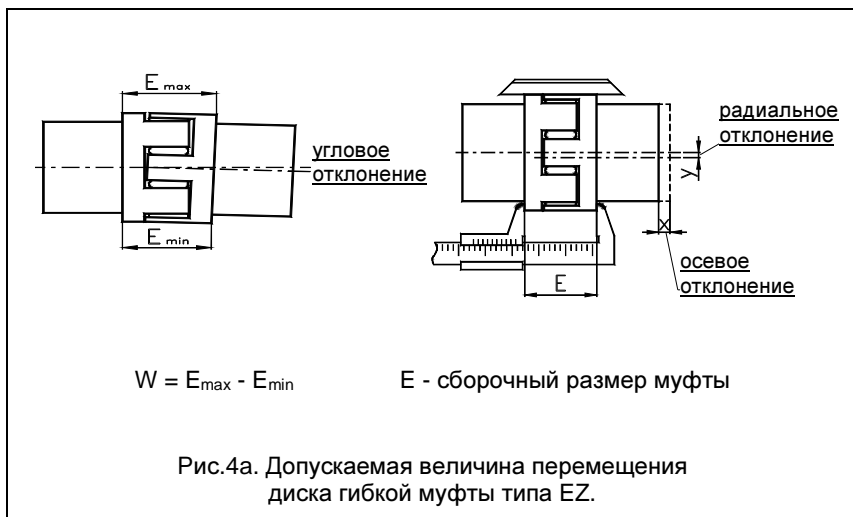 E max
угловое
отклонение
E min
радиальное
отклонение
y
x
осевое
отклонение
E
W = Emax - Emin
E - сборочный размер муфты
Рис.4а. Допускаемая величина перемещения
диска гибкой муфты типа EZ.